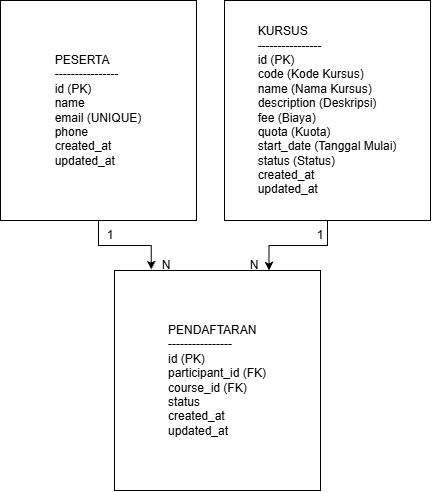 PESERTA
----------------
id (PK)
name
email (UNIQUE)
phone
created_at
updated_at
KURSUS
----------------
id (PK)
code (Kode Kursus)
name (Nama Kursus)
description (Deskripsi)
fee (Biaya)
quota (Kuota)
start_date (Tanggal Mulai)
status (Status)
created_at
updated_at
1
1
N
N
PENDAFTARAN
----------------
id (PK)
participant_id (FK)
course_id (FK)
status
created_at
updated_at